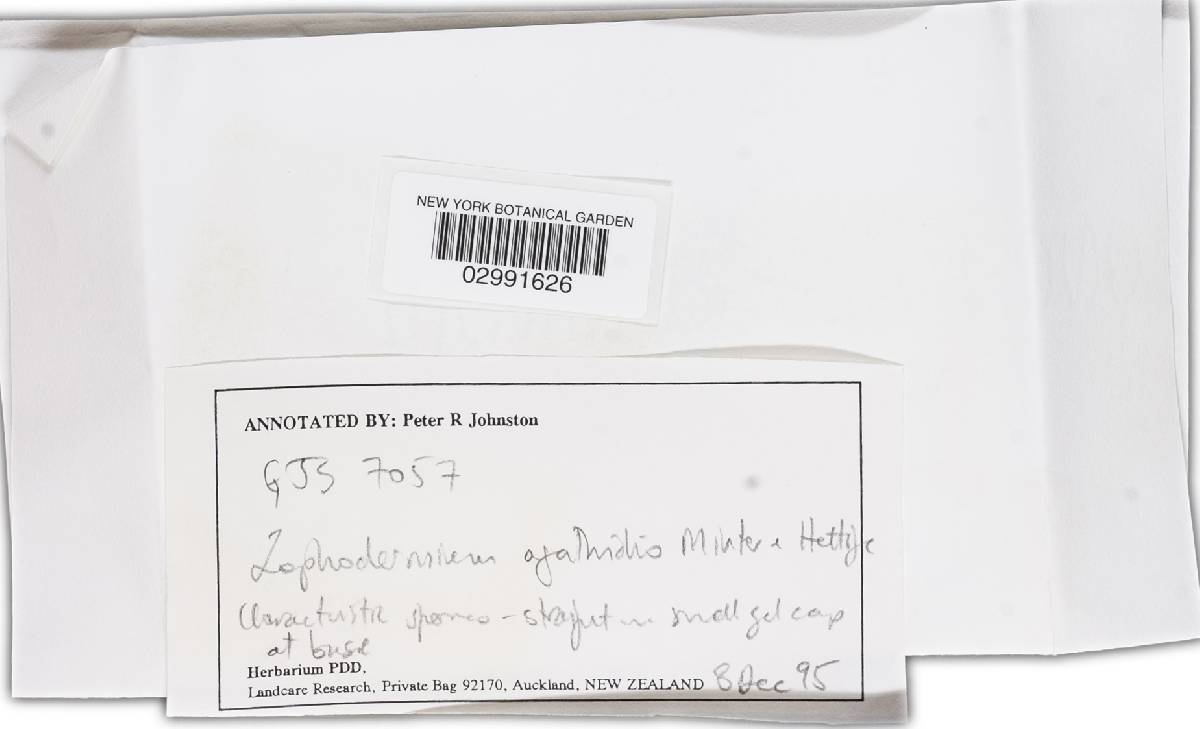 NEW YORK BOTANICAL GARDEN
02991626
ANNOTATED BY: Peter R Johnston
GJS 7057
Lophodermium agathidis Minter & Hettige
Characteristic spores - straight w small gel cap
at base
Herbarium PDD,
Landcare Research, Private Bag 92170, Auckland, NEW ZEALAND 8 Dec 95